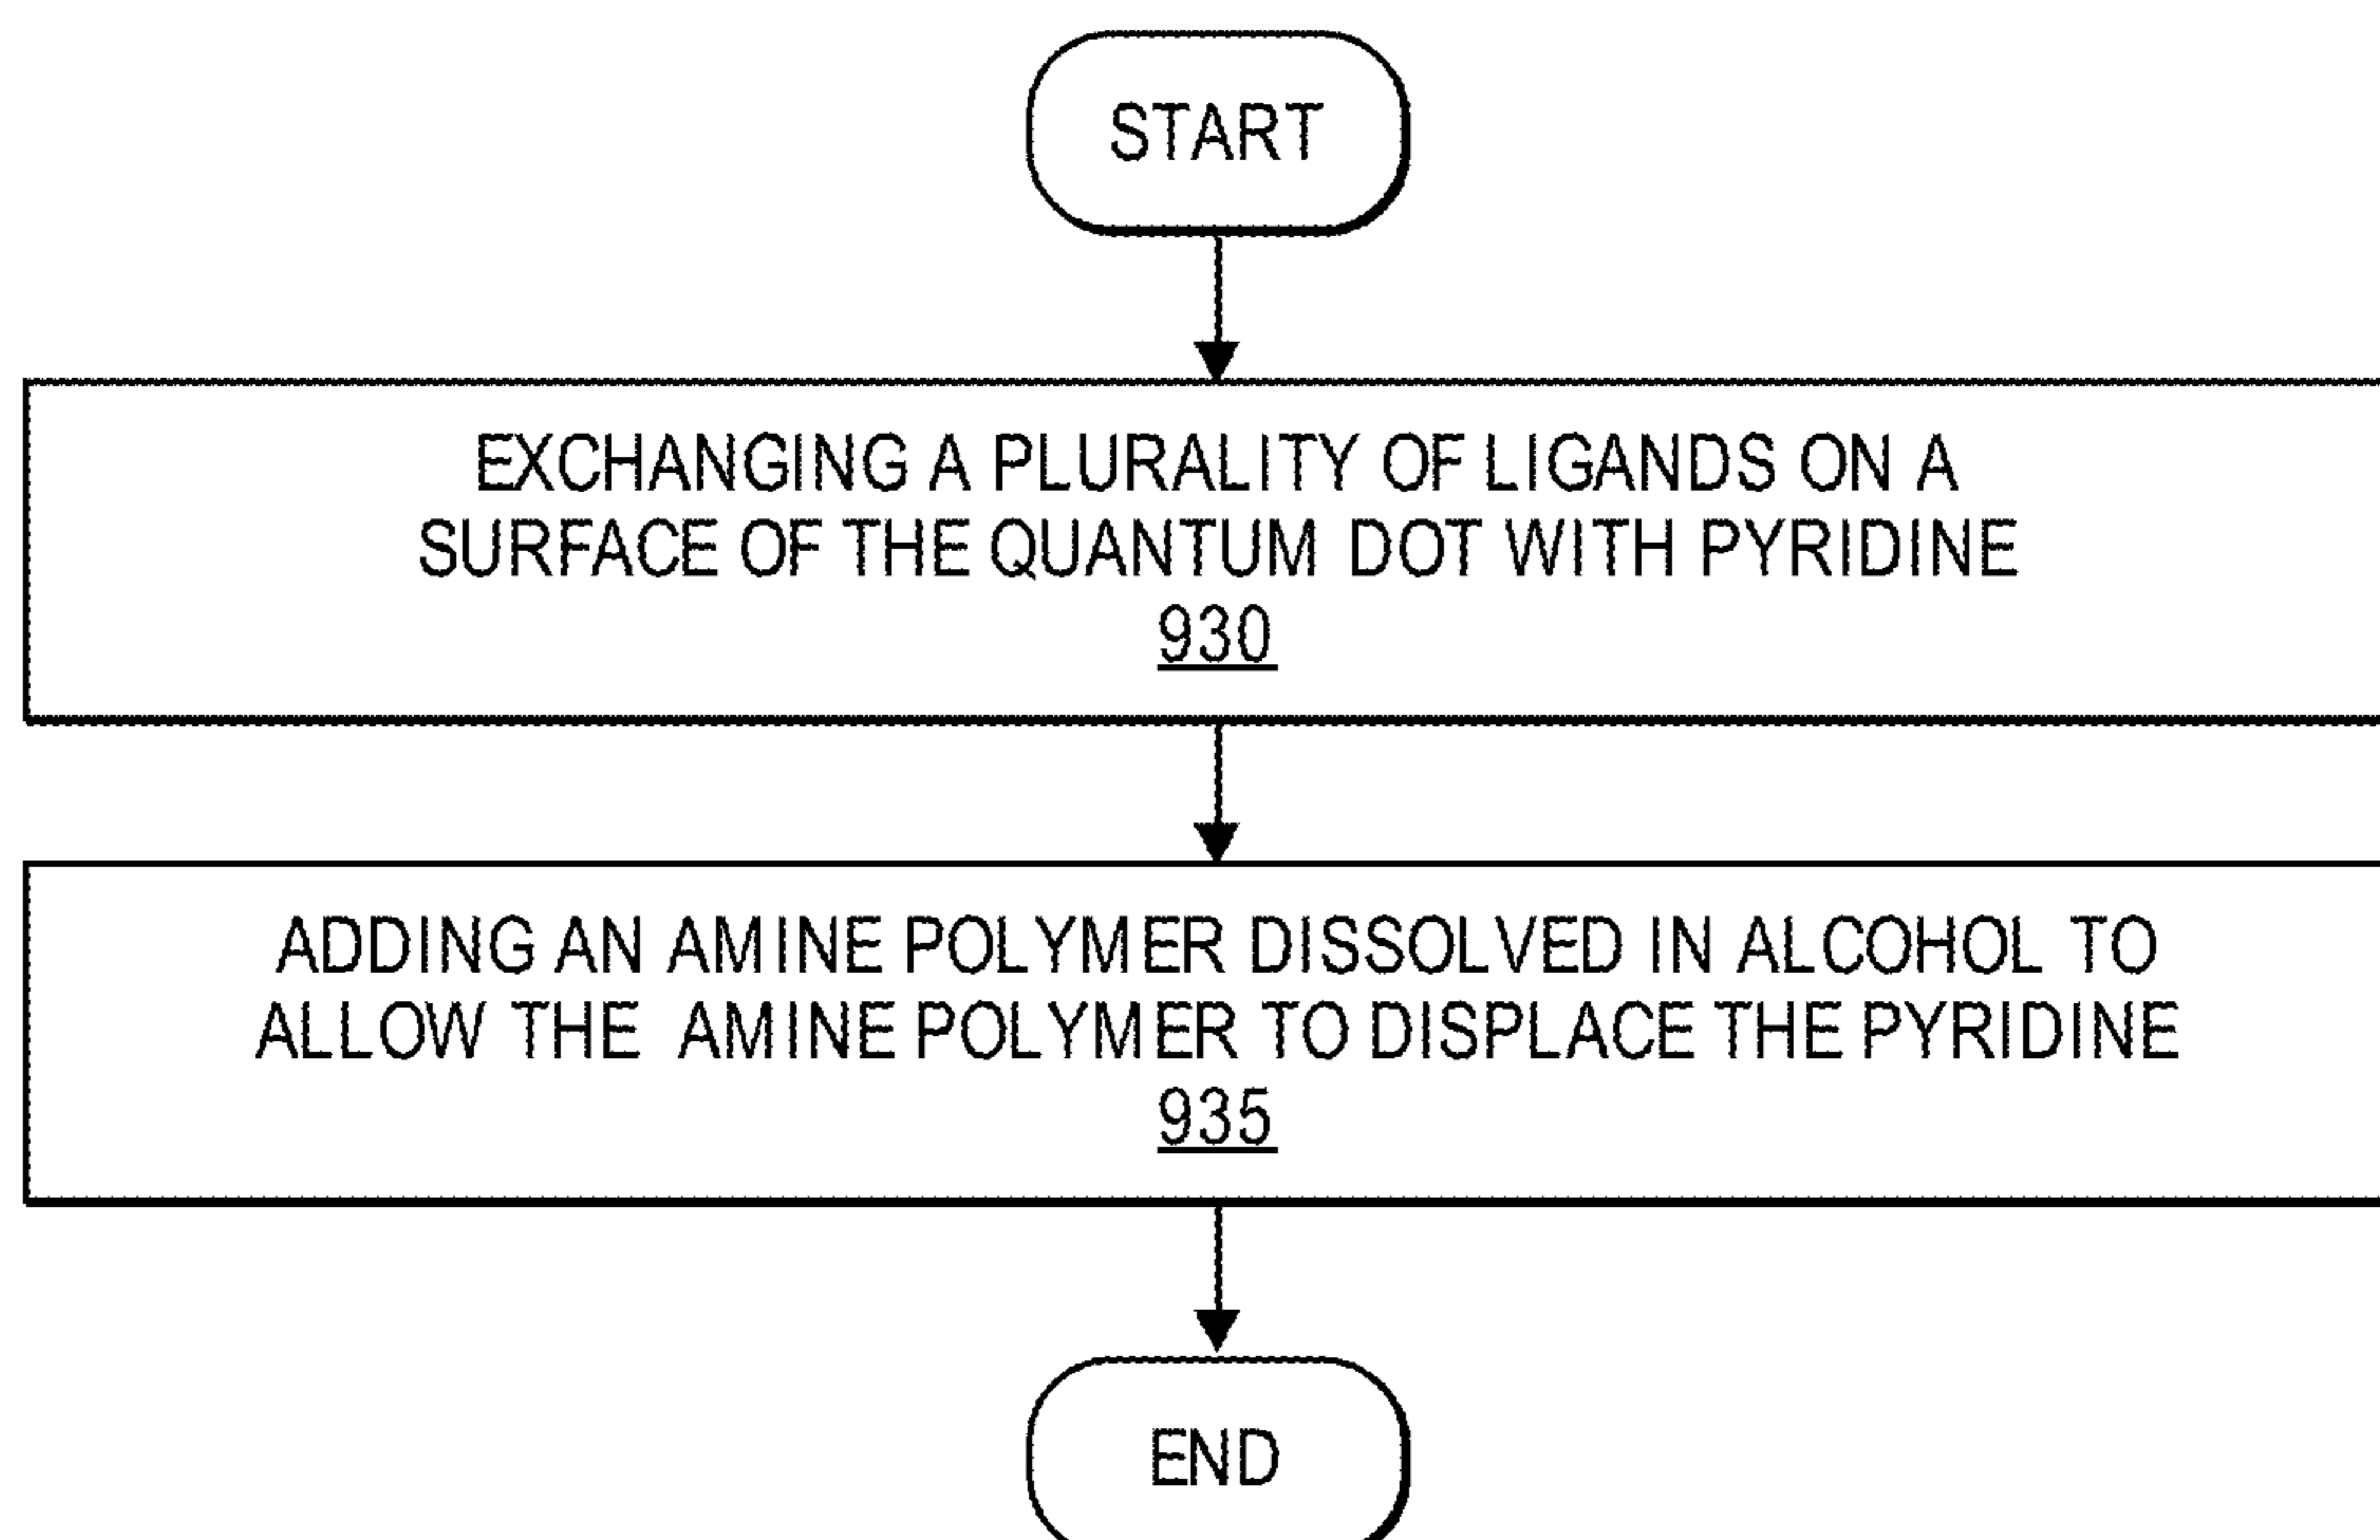 START
EXCHANGING A PLURALITY OF LIGANDS ON A
SURFACE OF THE QUANTUM DOT WITH PYRIDINE
930
ADDING AN AMINE POLYMER DISSOLVED IN ALCOHOL TO
ALLOW THE AMINE POLYMER TO DISPLACE THE PYRIDINE
935
END